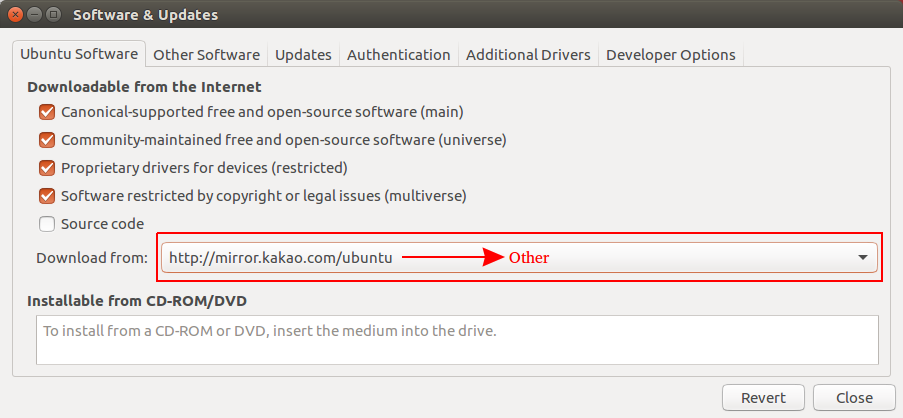 Software & Updates
Ubuntu Software Other Software Updates Authentication Additional Drivers Developer Options
Downloadable from the Internet
Canonical-supported free and open-source software (main)
Community-maintained free and open-source software (universe)
Proprietary drivers for devices (restricted)
Software restricted by copyright or legal issues (multiverse)
Source code
Download from: http://mirror.kakao.com/ubuntu Other
Installable from CD-ROM/DVD
To install from a CD-ROM or DVD, insert the medium into the drive.
Revert Close